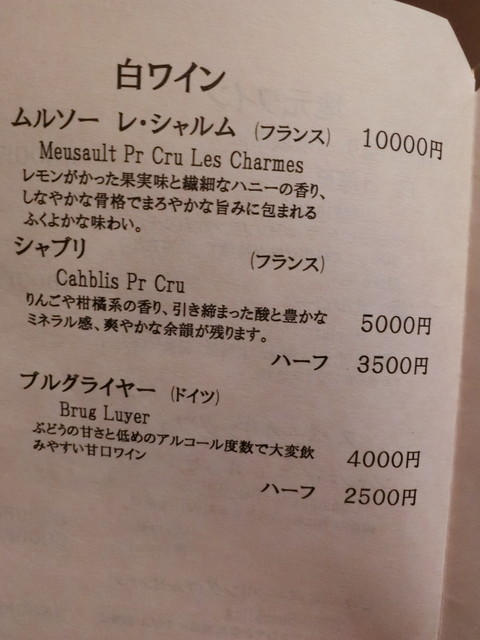 白ワイン
ムルソー レ・シャルム (フランス) 10000円
Meusault Pr Cru Les Charmes
レモンがかった果実味と繊細なハニーの香り、
しなやかな骨格でまろやかな旨みに包まれる
ふくよかな味わい。
シャブリ (フランス)
Cahblis Pr Cru
りんごや柑橘系の香り、引き締まった酸と豊かな
ミネラル感、爽やかな余韻が残ります。 5000円
ハーフ 3500円
ブルグライヤー (ドイツ)
Brug Luyer
ぶどうの甘さと低めのアルコール度数で大変飲
みやすい甘口ワイン 4000円
ハーフ 2500円